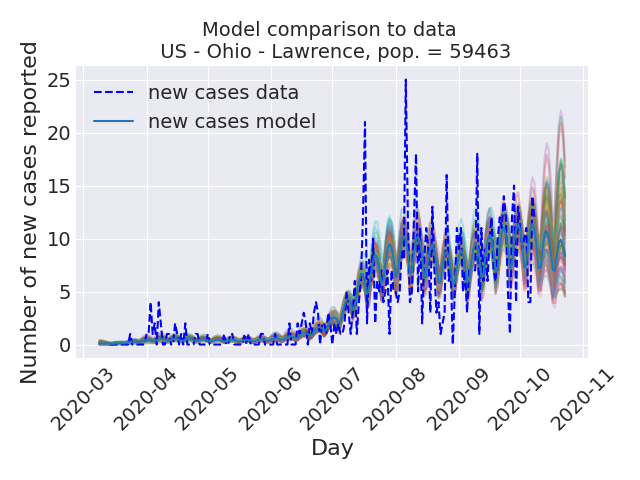 Model comparison to data
US - Ohio - Lawrence, pop. = 59463
Number of new cases reported
25
20
15
10
5
0
new cases data
new cases model
2020-03
2020-04
2020-05
2020-06
2020-07
2020-08
2020-09
2020-10
2020-11
Day